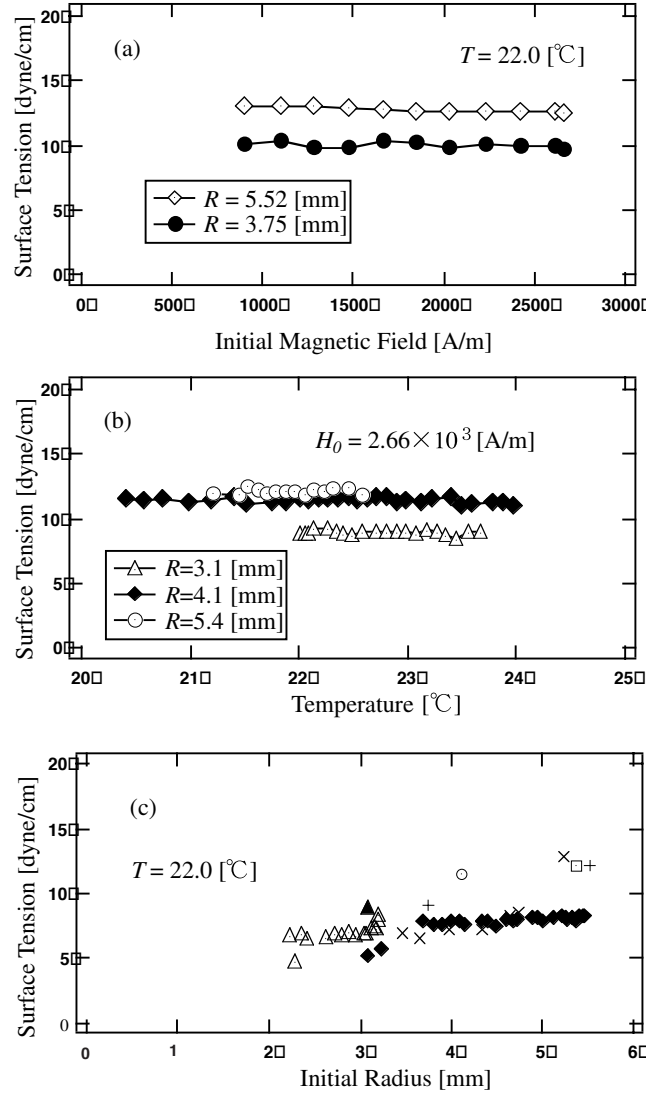 20
(a)
T = 22.0 [℃]
15
10
R = 5.52 [mm]
R = 3.75 [mm]
5
0
Surface Tension [dyne/cm]
0 500 1000 1500 2000 2500 3000
Initial Magnetic Field [A/m]
20
(b)
H0 = 2.66×10 3 [A/m]
15
10
R=3.1 [mm]
R=4.1 [mm]
R=5.4 [mm]
5
0
Surface Tension [dyne/cm]
20 21 22 23 24 25
Temperature [℃]
20
(c)
15
T = 22.0 [℃]
10
5
0
Surface Tension [dyne/cm]
0 1 2 3 4 5 6
Initial Radius [mm]